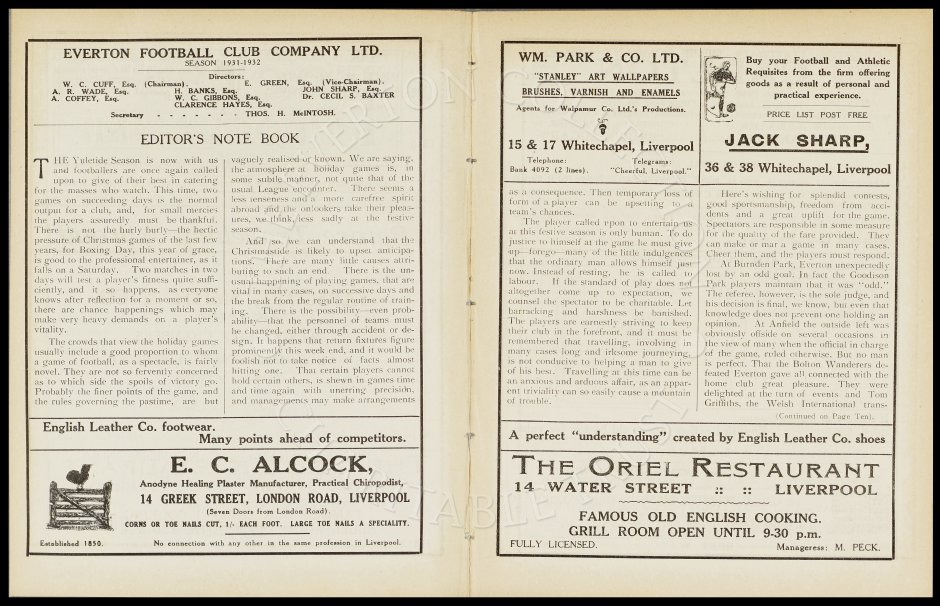 EVERTON FOOTBALL CLUB COMPANY LTD.
SEASON 1931-1932
Directors:
W. C. CUFF, Esq. (Chairman). E. GREEN, Esq. (Vice-Chairman).
A. R. WADE, Esq. H. BANKS, Esq. JOHN SHARP, Esq.
A. COFFEY, Esq. W. C. GIBBONS, Esq. Dr. CECIL S. BAXTER
CLARENCE HAYES, Esq.
Secretary - - - - - - - THOS. H. McINTOSH.
EDITOR'S NOTE BOOK
THE Yuletide Season is now with us
and footballers are once again called
upon to give of their best in catering
for the masses who watch. This time, two
games on succeeding days is the normal
output for a club, and, for small mercies
the players assuredly must be thankful.
There is not the hurly burly—the hectic
pressure of Christmas games of the last few
years, for Boxing Day, this year of grace,
is good to the professional entertainer, as it
falls on a Saturday. Two matches in two
days will test a player's fitness quite suffi-
ciently, and as it so happens, as everyone
knows after reflection for a moment or so,
there are chance happenings which may
make very heavy demands on a player's
vitality.
The crowds that view the holiday games
usually include a good proportion to whom
a game of football, as a spectacle, is fairly
novel. They are not so fervently concerned
as to which side the spoils of victory go.
Probably the finer points of the game, and
the rules governing the pastime, are but
vaguely realised or known. We are saying,
the atmosphere at holiday games is, in
some subtle manner, not quite that of the
usual League encounter. There seems a
less tenseness and a more carefree spirit
abroad and the onlookers, take their pleas-
ures, we think, less sadly at the festive
season.
And so we can understand that the
Christmastide is likely to upset anticipa-
tions. There are many little causes attri-
buting to such an end. There is the un-
usual happening of playing games, that are
vital in many cases, on successive days and
the break from the regular routine of train-
ing. There is the possibility—even prob-
ability—that the personnel of teams must
be changed, either through accident or de-
sign. It happens that return fixtures figure
prominently this week end, and it would be
foolish not to take notice of facts almost
hitting one. That certain players cannot
hold certain others, is shewn in games time
and time again with unerring precision,
and managements may make arrangements
English Leather Co. footwear.
Many points ahead of competitors.
E. C. ALCOCK,
Anodyne Healing Plaster Manufacturer, Practical Chiropodist,
14 GREEK STREET, LONDON ROAD, LIVERPOOL
(Seven Doors from London Road).
CORNS OR TOE NAILS CUT, 1/- EACH FOOT. LARGE TOE NAILS A SPECIALITY.
Established 1850. No connection with any other in the same profession in Liverpool.
WM. PARK & CO. LTD.
"STANLEY" ART WALLPAPERS
BRUSHES, VARNISH AND ENAMELS
Agents for Walpamur Co. Ltd.'s Productions.
15 & 17 Whitechapel, Liverpool
Telephone: Telegrams:
Bank 4092 (2 lines). "Cheerful, Liverpool."
Buy your Football and Athletic
Requisites from the firm offering
goods as a result of personal and
practical experience.
PRICE LIST POST FREE
JACK SHARP,
36 & 38 Whitechapel, Liverpool
as a consequence. Then temporary loss of
form of a player can be upsetting to a
team's chances.
The player called upon to entertain us
at this festive season is only human. To do
justice to himself at the game he must give
up—forego—many of the little indulgences
that the ordinary man allows himself just
now. Instead of resting, he is called to
labour. If the standard of play does not
altogether come up to expectation, we
counsel the spectator to be charitable. Let
barracking and harshness be banished.
The players are earnestly striving to keep
their club in the forefront, and it must be
remembered that travelling, involving in
many cases long and irksome journeying,
is not conducive to helping a man to give
of his best. Travelling at this time can be
an anxious and arduous affair, as an appar-
ent triviality can so easily cause a mountain
of trouble.
Here's wishing for splendid contests,
good sportsmanship, freedom from acci-
dents and a great uplift for the game.
Spectators are responsible in some measure
for the quality of the fare provided. They
can make or mar a game in many cases.
Cheer them, and the players must respond.
At Burnden Park, Everton unexpectedly
lost by an odd goal. In fact the Goodison
Park players maintain that it was "odd."
The referee, however, is the sole judge, and
his decision is final, we know, but even that
knowledge does not prevent one holding an
opinion. At Anfield the outside left was
obviously offside on several occasions in
the view of many when the official in charge
of the game, ruled otherwise. But no man
is perfect. That the Bolton Wanderers de-
feated Everton gave all connected with the
home club great pleasure. They were
delighted at the turn of events and Tom
Griffiths, the Welsh International trans-
(Continued on Page Ten).
A perfect "understanding" created by English Leather Co. shoes
THE ORIEL RESTAURANT
14 WATER STREET :: :: LIVERPOOL
FAMOUS OLD ENGLISH COOKING.
GRILL ROOM OPEN UNTIL 9-30 p.m.
FULLY LICENSED. Manageress: M. PECK.